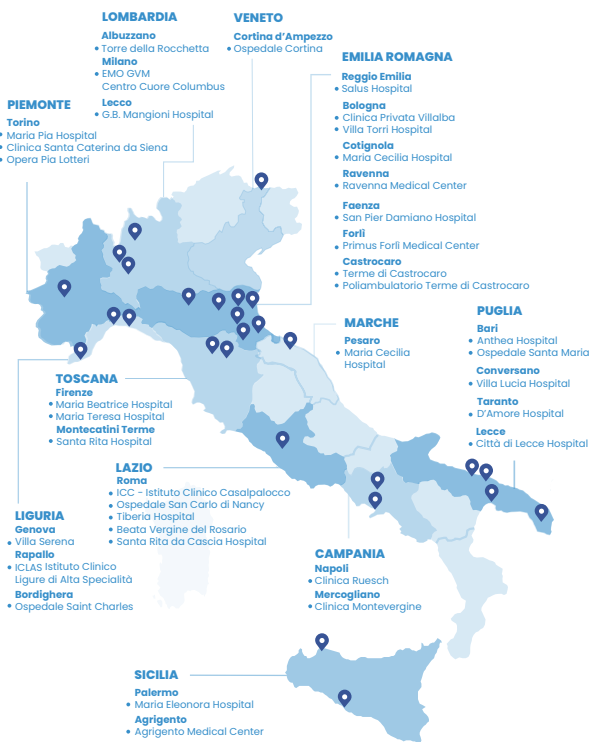 LOMBARDIA
Albuzzano
• Torre della Rocchetta
Milano
• EMO GVM
Centro Cuore Columbus
Lecco
• G.B. Mangioni Hospital
VENETO
Cortina d'Ampezzo
• Ospedale Cortina
EMILIA ROMAGNA
Reggio Emilia
• Salus Hospital
Bologna
• Clinica Privata Villalba
• Villa Torri Hospital
Cotignola
• Maria Cecilia Hospital
Ravenna
• Ravenna Medical Center
Faenza
• San Pier Damiano Hospital
Forlì
• Primus Forlì Medical Center
Castrocaro
• Terme di Castrocaro
• Poliambulatorio Terme di Castrocaro
PIEMONTE
Torino
• Maria Pia Hospital
• Clinica Santa Caterina da Siena
• Opera Pia Lotteri
MARCHE
Pesaro
• Maria Cecilia
Hospital
PUGLIA
Bari
• Anthea Hospital
• Ospedale Santa Maria
Conversano
• Villa Lucia Hospital
Taranto
• D'Amore Hospital
Lecce
• Città di Lecce Hospital
TOSCANA
Firenze
• Maria Beatrice Hospital
• Maria Teresa Hospital
Montecatini Terme
• Santa Rita Hospital
LAZIO
Roma
• ICC - Istituto Clinico Casalpalocco
• Ospedale San Carlo di Nancy
• Tiberia Hospital
• Beata Vergine del Rosario
• Santa Rita da Cascia Hospital
LIGURIA
Genova
• Villa Serena
Rapallo
• ICLAS Istituto Clinico
Ligure di Alta Specialità
Bordighera
• Ospedale Saint Charles
CAMPANIA
Napoli
• Clinica Ruesch
Mercogliano
• Clinica Montevergine
SICILIA
Palermo
• Maria Eleonora Hospital
Agrigento
• Agrigento Medical Center